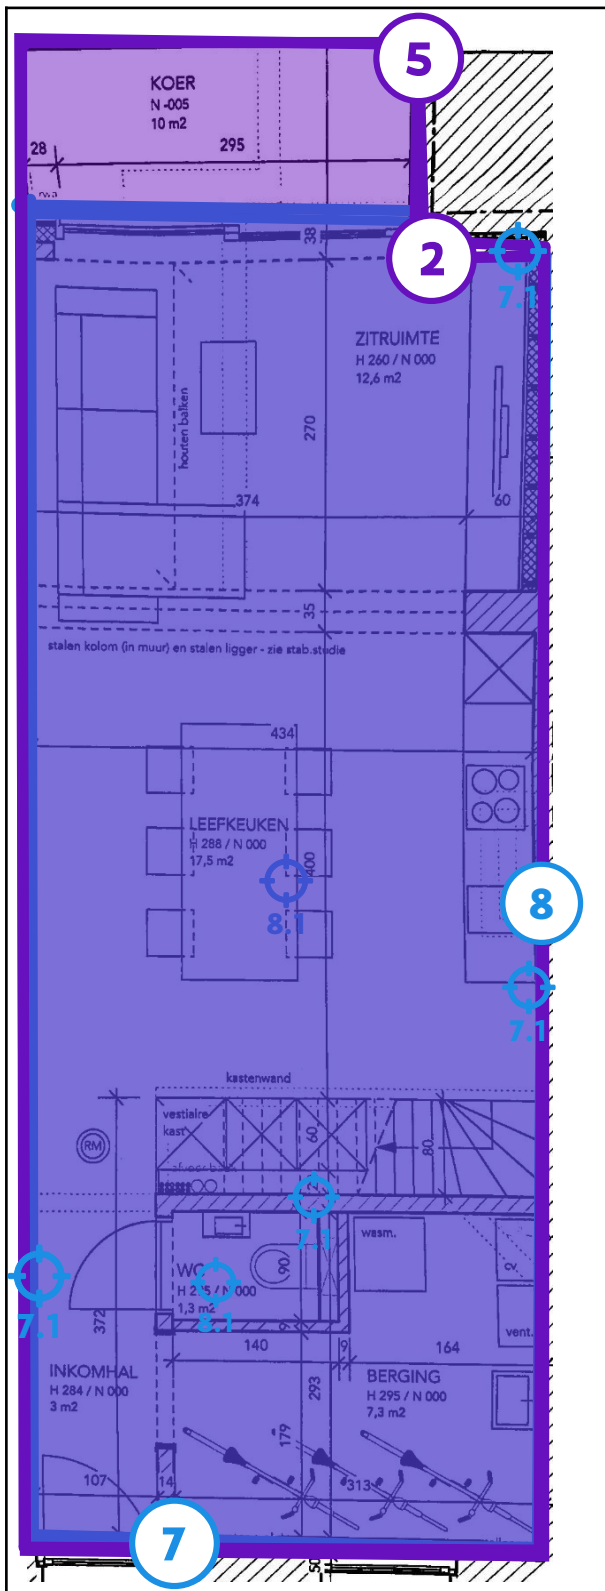 5
KOER
N -005
10 m2
28
295
rwa
38
2
7.1
ZITRUIMTE
H 260 / N 000
12,6 m2
houten balken
270
374
60
35
stalen kolom (in muur) en stalen ligger - zie stab.studie
434
LEEFKEUKEN
H 288 / N 000
17,5 m2
400
8.1
8
7.1
kastenwand
vestiaire
kast
60
80
RM
7.1
wasm.
WC
90
cv
1,3 m2
8.1
7.1
372
vent.
9
140
9
164
INKOMHAL
H 284 / N 000
3 m2
BERGING
H 295 / N 000
7,3 m2
293
179
107
14
313
7